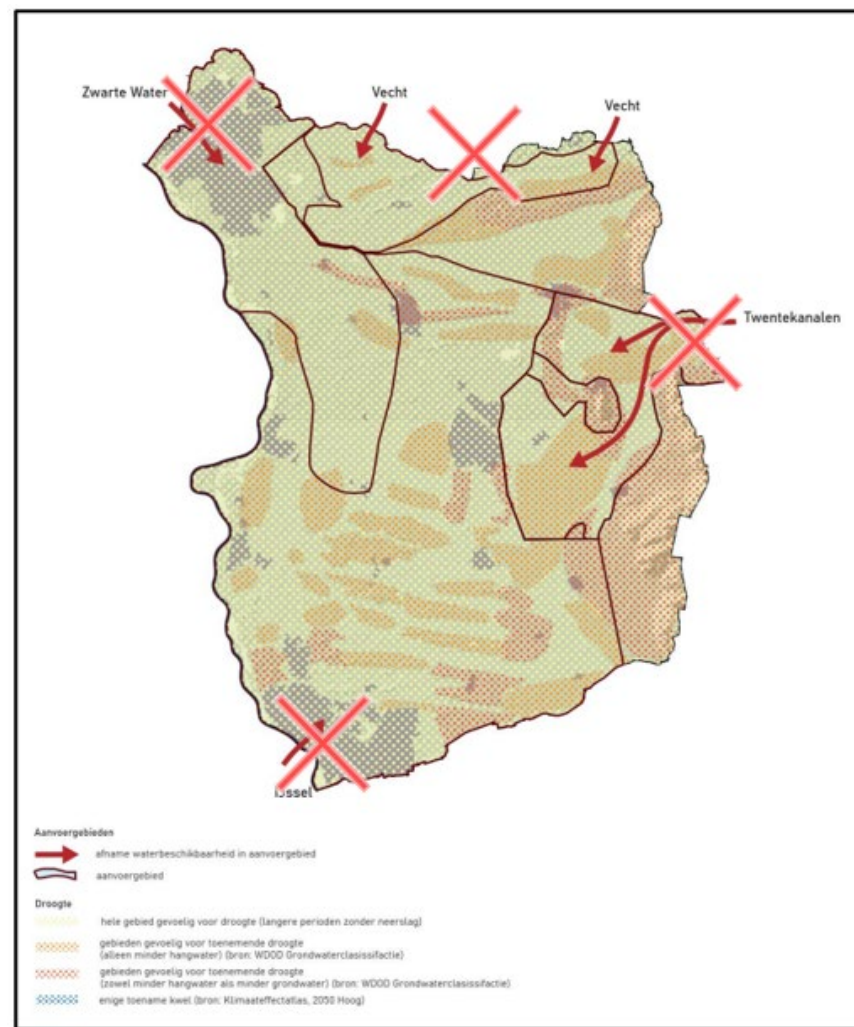 Zwarte Water
Vecht
Vecht
Twentekanalen
IJssel
Aanvoergebieden
afname waterbeschikbaarheid in aanvoergebied
aanvoergebied
Droogte
hele gebied gevoelig voor droogte (langere perioden zonder neerslag)
gebieden gevoelig voor toenemende droogte
(alleen minder hangwater) (bron: WDOD Grondwaterclasissifactie)
gebieden gevoelig voor toenemende droogte
(zowel minder hangwater als minder grondwater) (bron: WDOD Grondwaterclasissifactie)
enige toename kwel (bron: Klimaateffectatlas, 2050 Hoog)